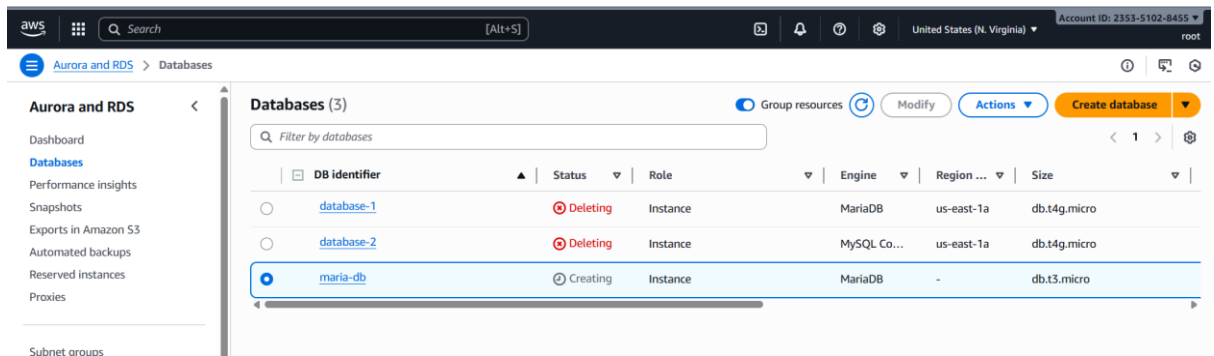 aws Search [Alt+S] United States (N. Virginia) ▼ Account ID: 2353-5102-8455 ▼
root
Aurora and RDS > Databases
Aurora and RDS
Dashboard
Databases
Performance insights
Snapshots
Exports in Amazon S3
Automated backups
Reserved instances
Proxies
Subnet groups
Databases (3) Group resources Modify Actions ▼ Create database ▼
Filter by databases < 1 >
DB identifier ▲ Status Role Engine Region ... Size
database-1 Deleting Instance MariaDB us-east-1a db.t4g.micro
database-2 Deleting Instance MySQL Co... us-east-1a db.t4g.micro
maria-db Creating Instance MariaDB - db.t3.micro